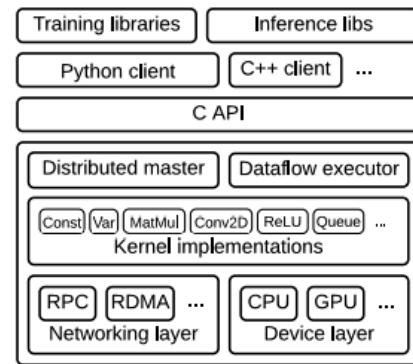 Training libraries Inference libs
Python client C++ client ...
C API
Distributed master Dataflow executor
Const Var MatMul Conv2D ReLU Queue ...
Kernel implementations
RPC RDMA ... CPU GPU ...
Networking layer Device layer